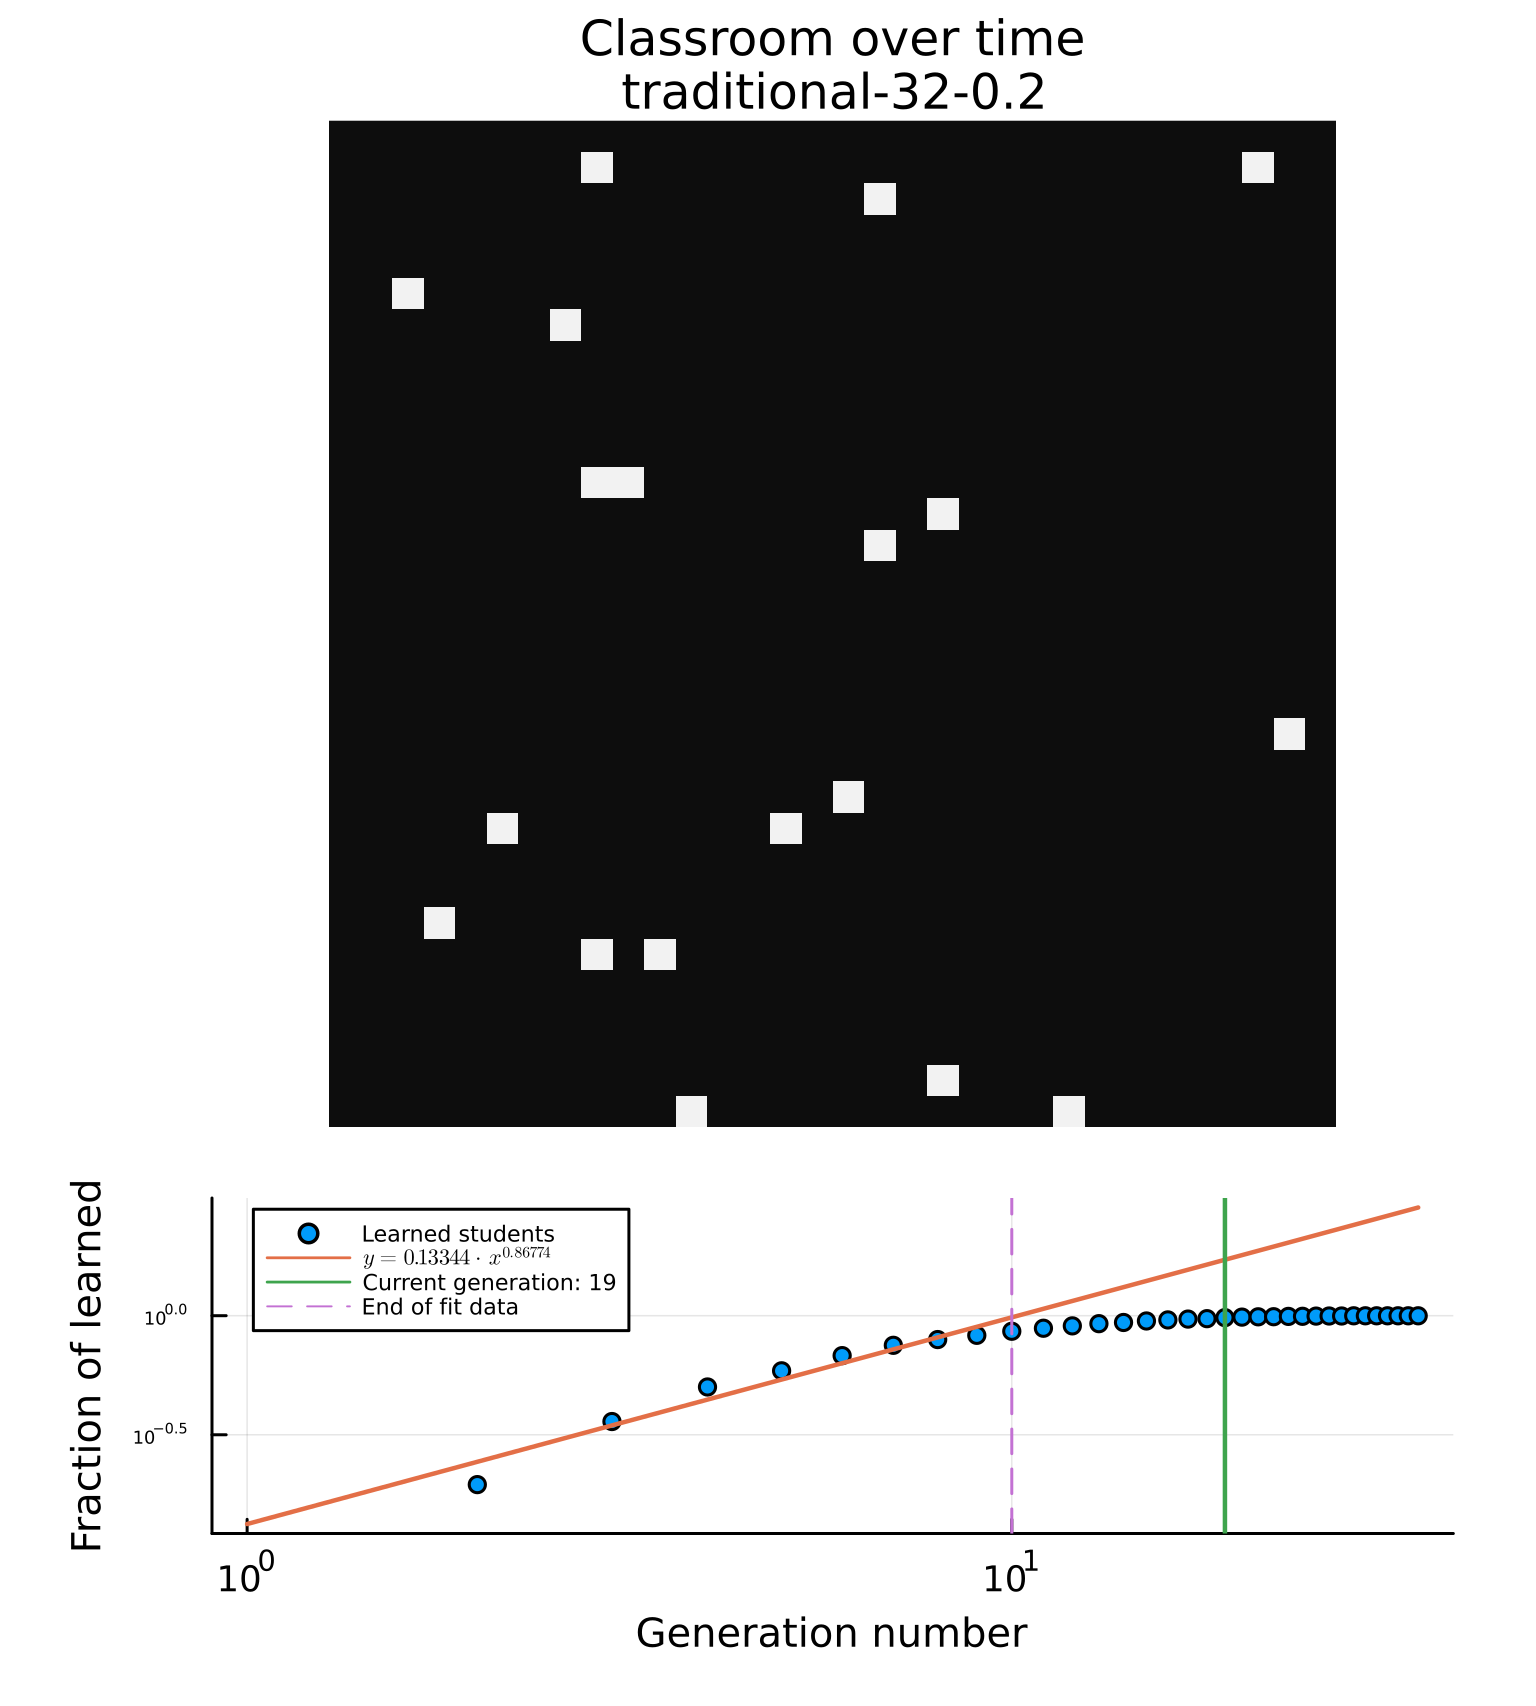 Classroom over time
traditional-32-0.2
Fraction of learned
Learned students
y = 0.13344 · x^0.86774
Current generation: 19
End of fit data
10^0.0
10^−0.5
10^0
10^1
Generation number